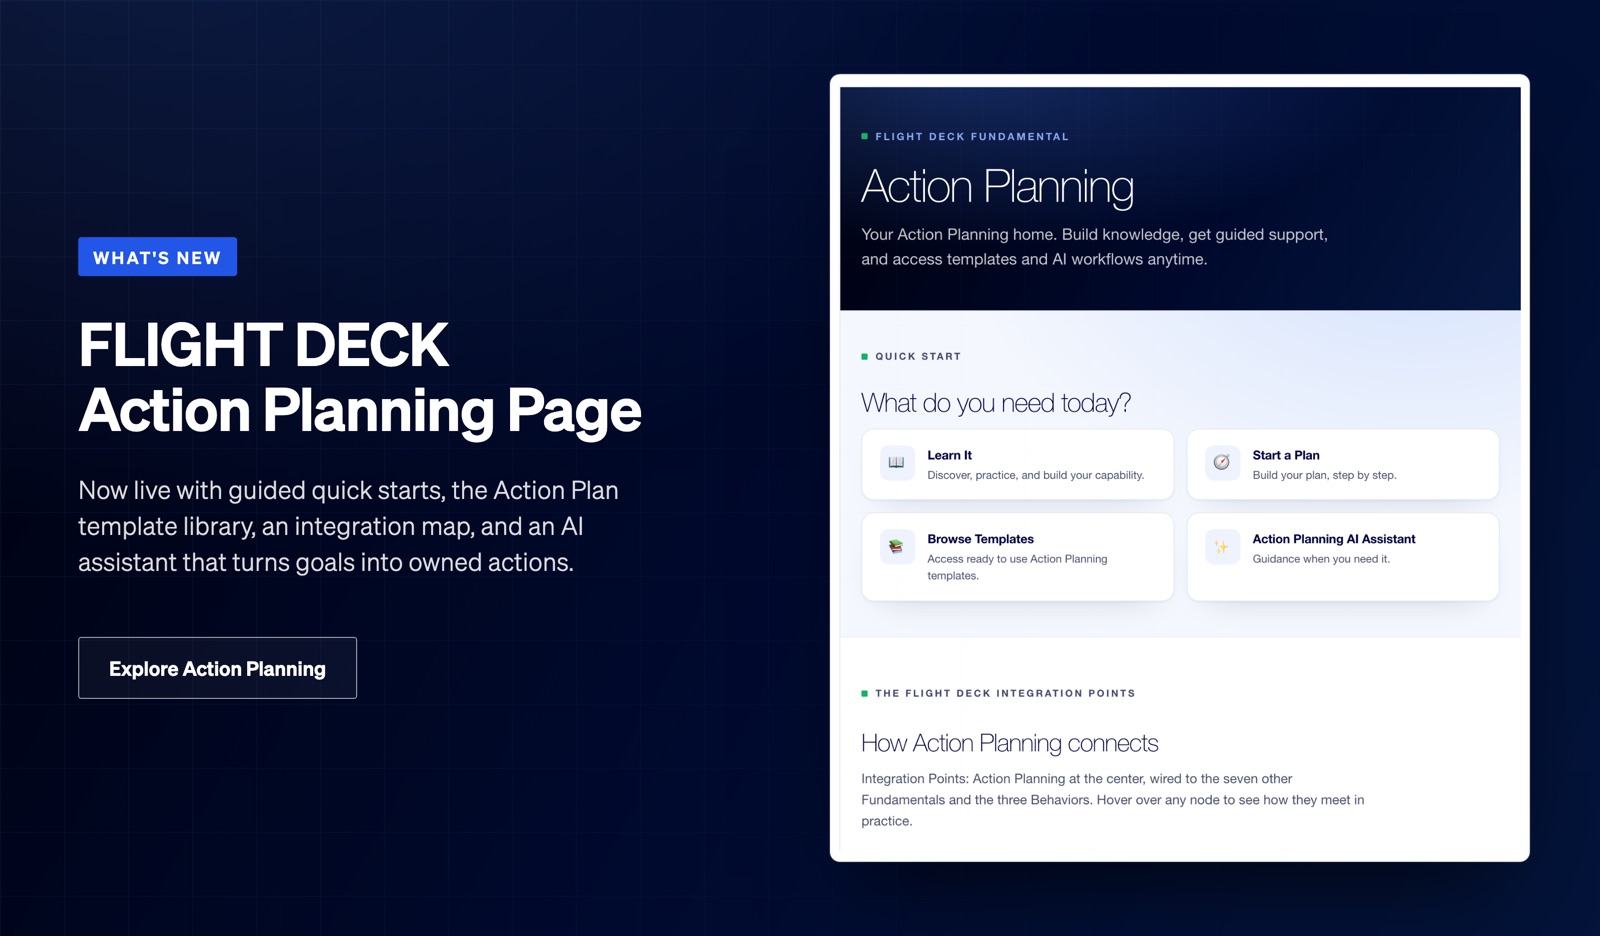 WHAT'S NEW
FLIGHT DECK
Action Planning Page
Now live with guided quick starts, the Action Plan
template library, an integration map, and an AI
assistant that turns goals into owned actions.
Explore Action Planning
FLIGHT DECK FUNDAMENTAL
Action Planning
Your Action Planning home. Build knowledge, get guided support,
and access templates and AI workflows anytime.
QUICK START
What do you need today?
Learn It
Discover, practice, and build your capability.
Start a Plan
Build your plan, step by step.
Browse Templates
Access ready to use Action Planning
templates.
Action Planning AI Assistant
Guidance when you need it.
THE FLIGHT DECK INTEGRATION POINTS
How Action Planning connects
Integration Points: Action Planning at the center, wired to the seven other
Fundamentals and the three Behaviors. Hover over any node to see how they meet in
practice.